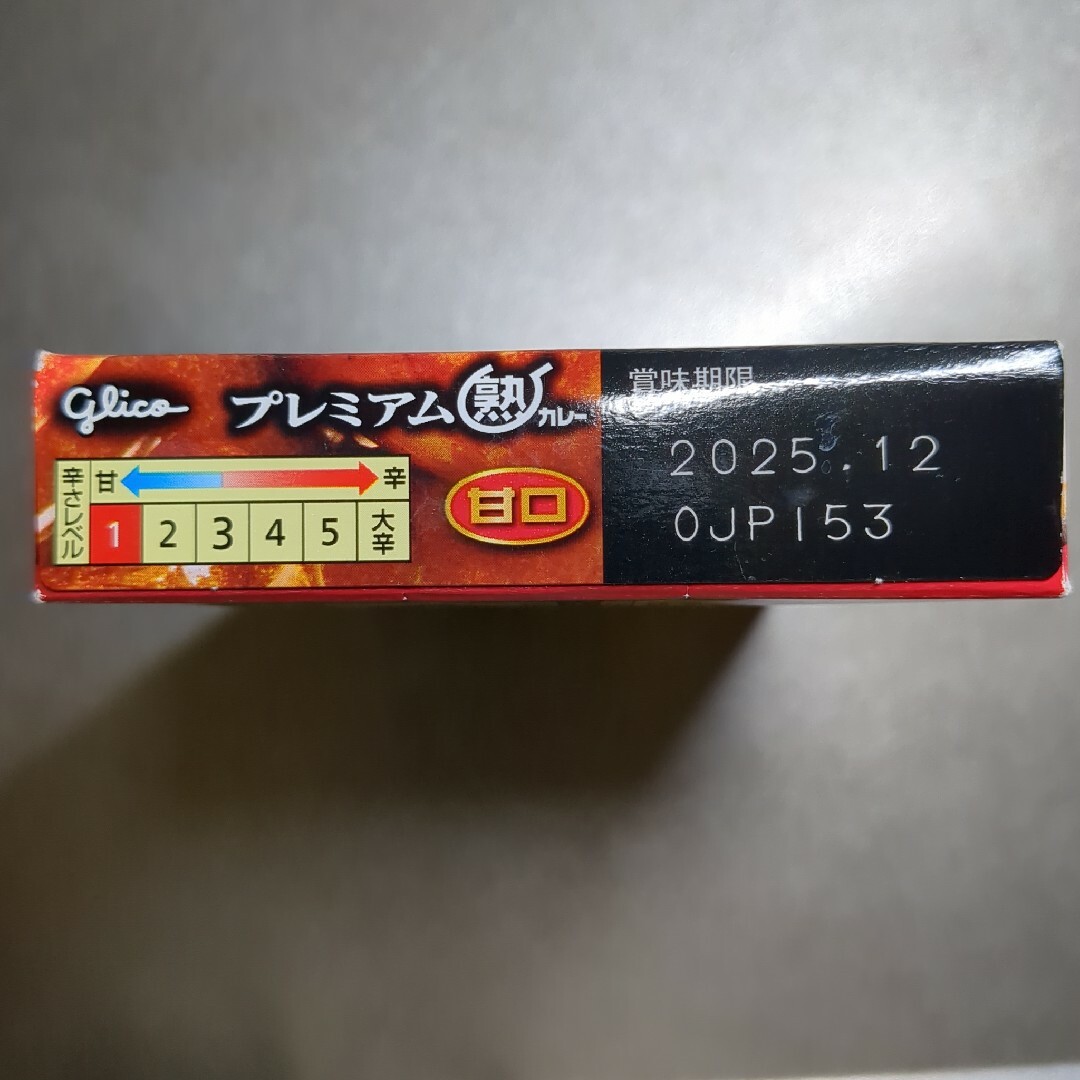 glico
プレミアム熟カレー
辛さレベル
甘 辛
1 2 3 4 5 大辛
甘口
賞味期限
2025.12
0JP153